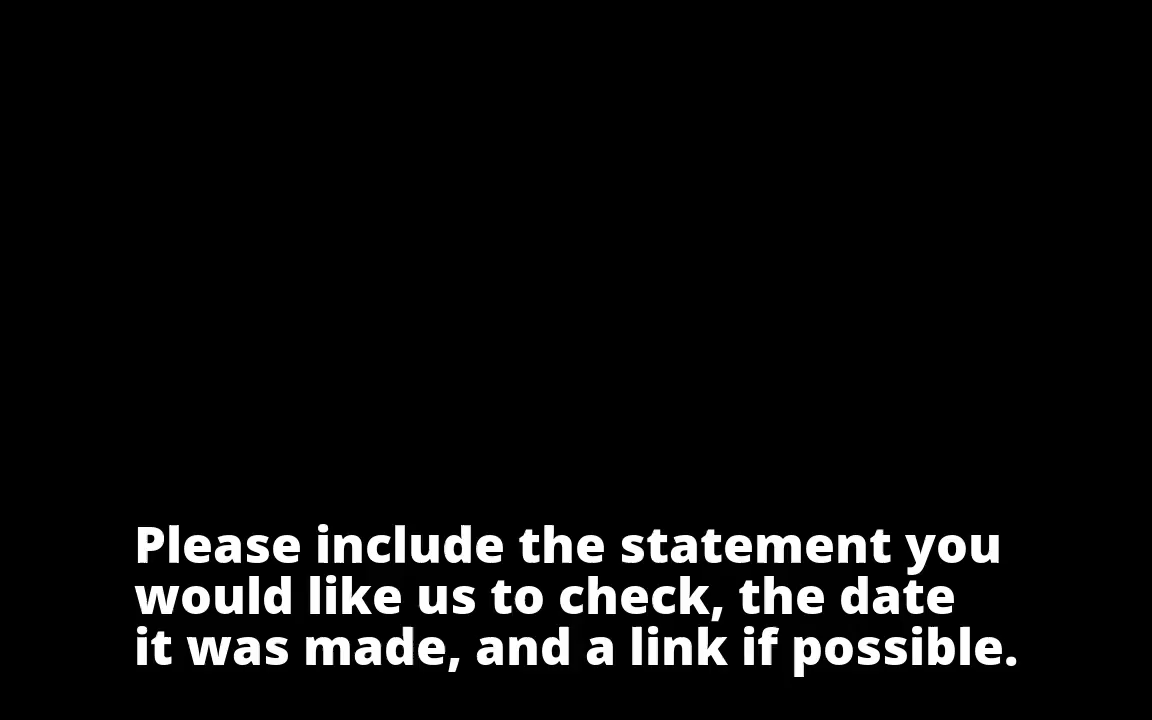 Please include the statement you
would like us to check, the date
it was made, and a link if possible.